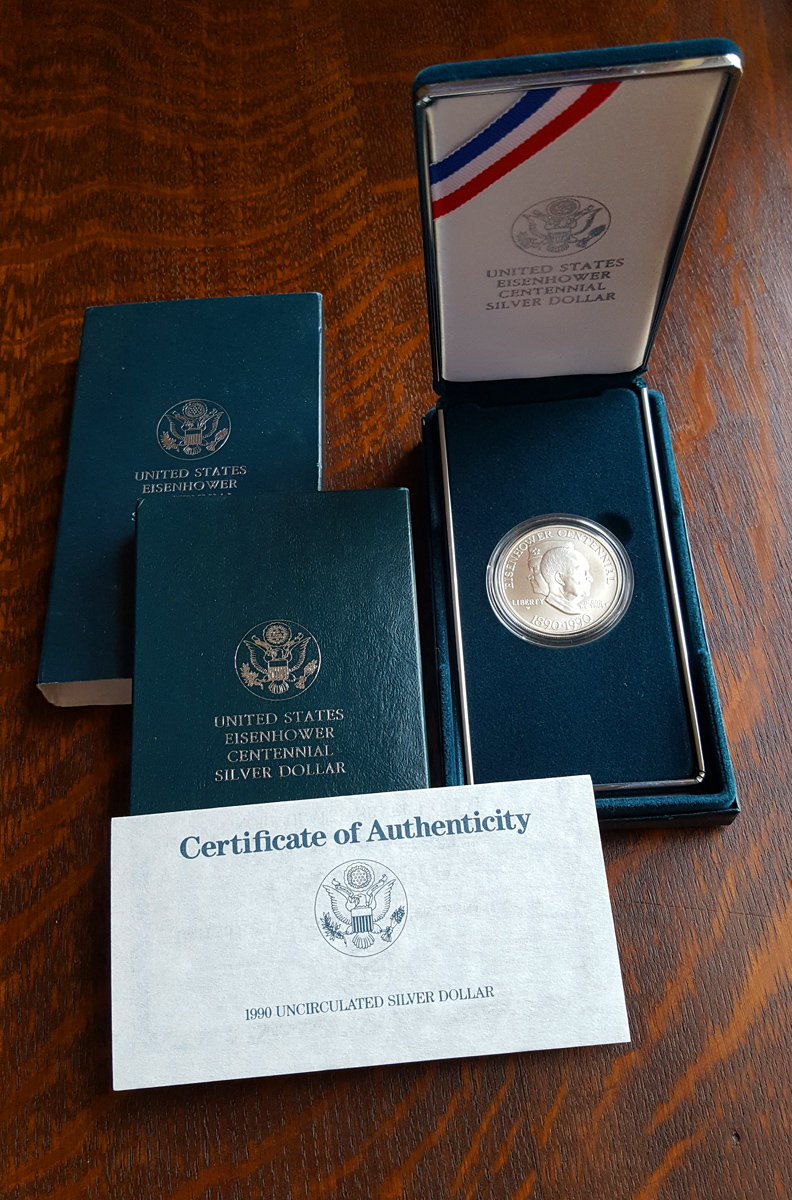 UNITED STATES
EISENHOWER
CENTENNIAL
SILVER DOLLAR
UNITED STATES
EISENHOWER
EISENHOWER CENTENNIAL
LIBERTY
1890-1990
UNITED STATES
EISENHOWER
CENTENNIAL
SILVER DOLLAR
Certificate of Authenticity
1990 UNCIRCULATED SILVER DOLLAR